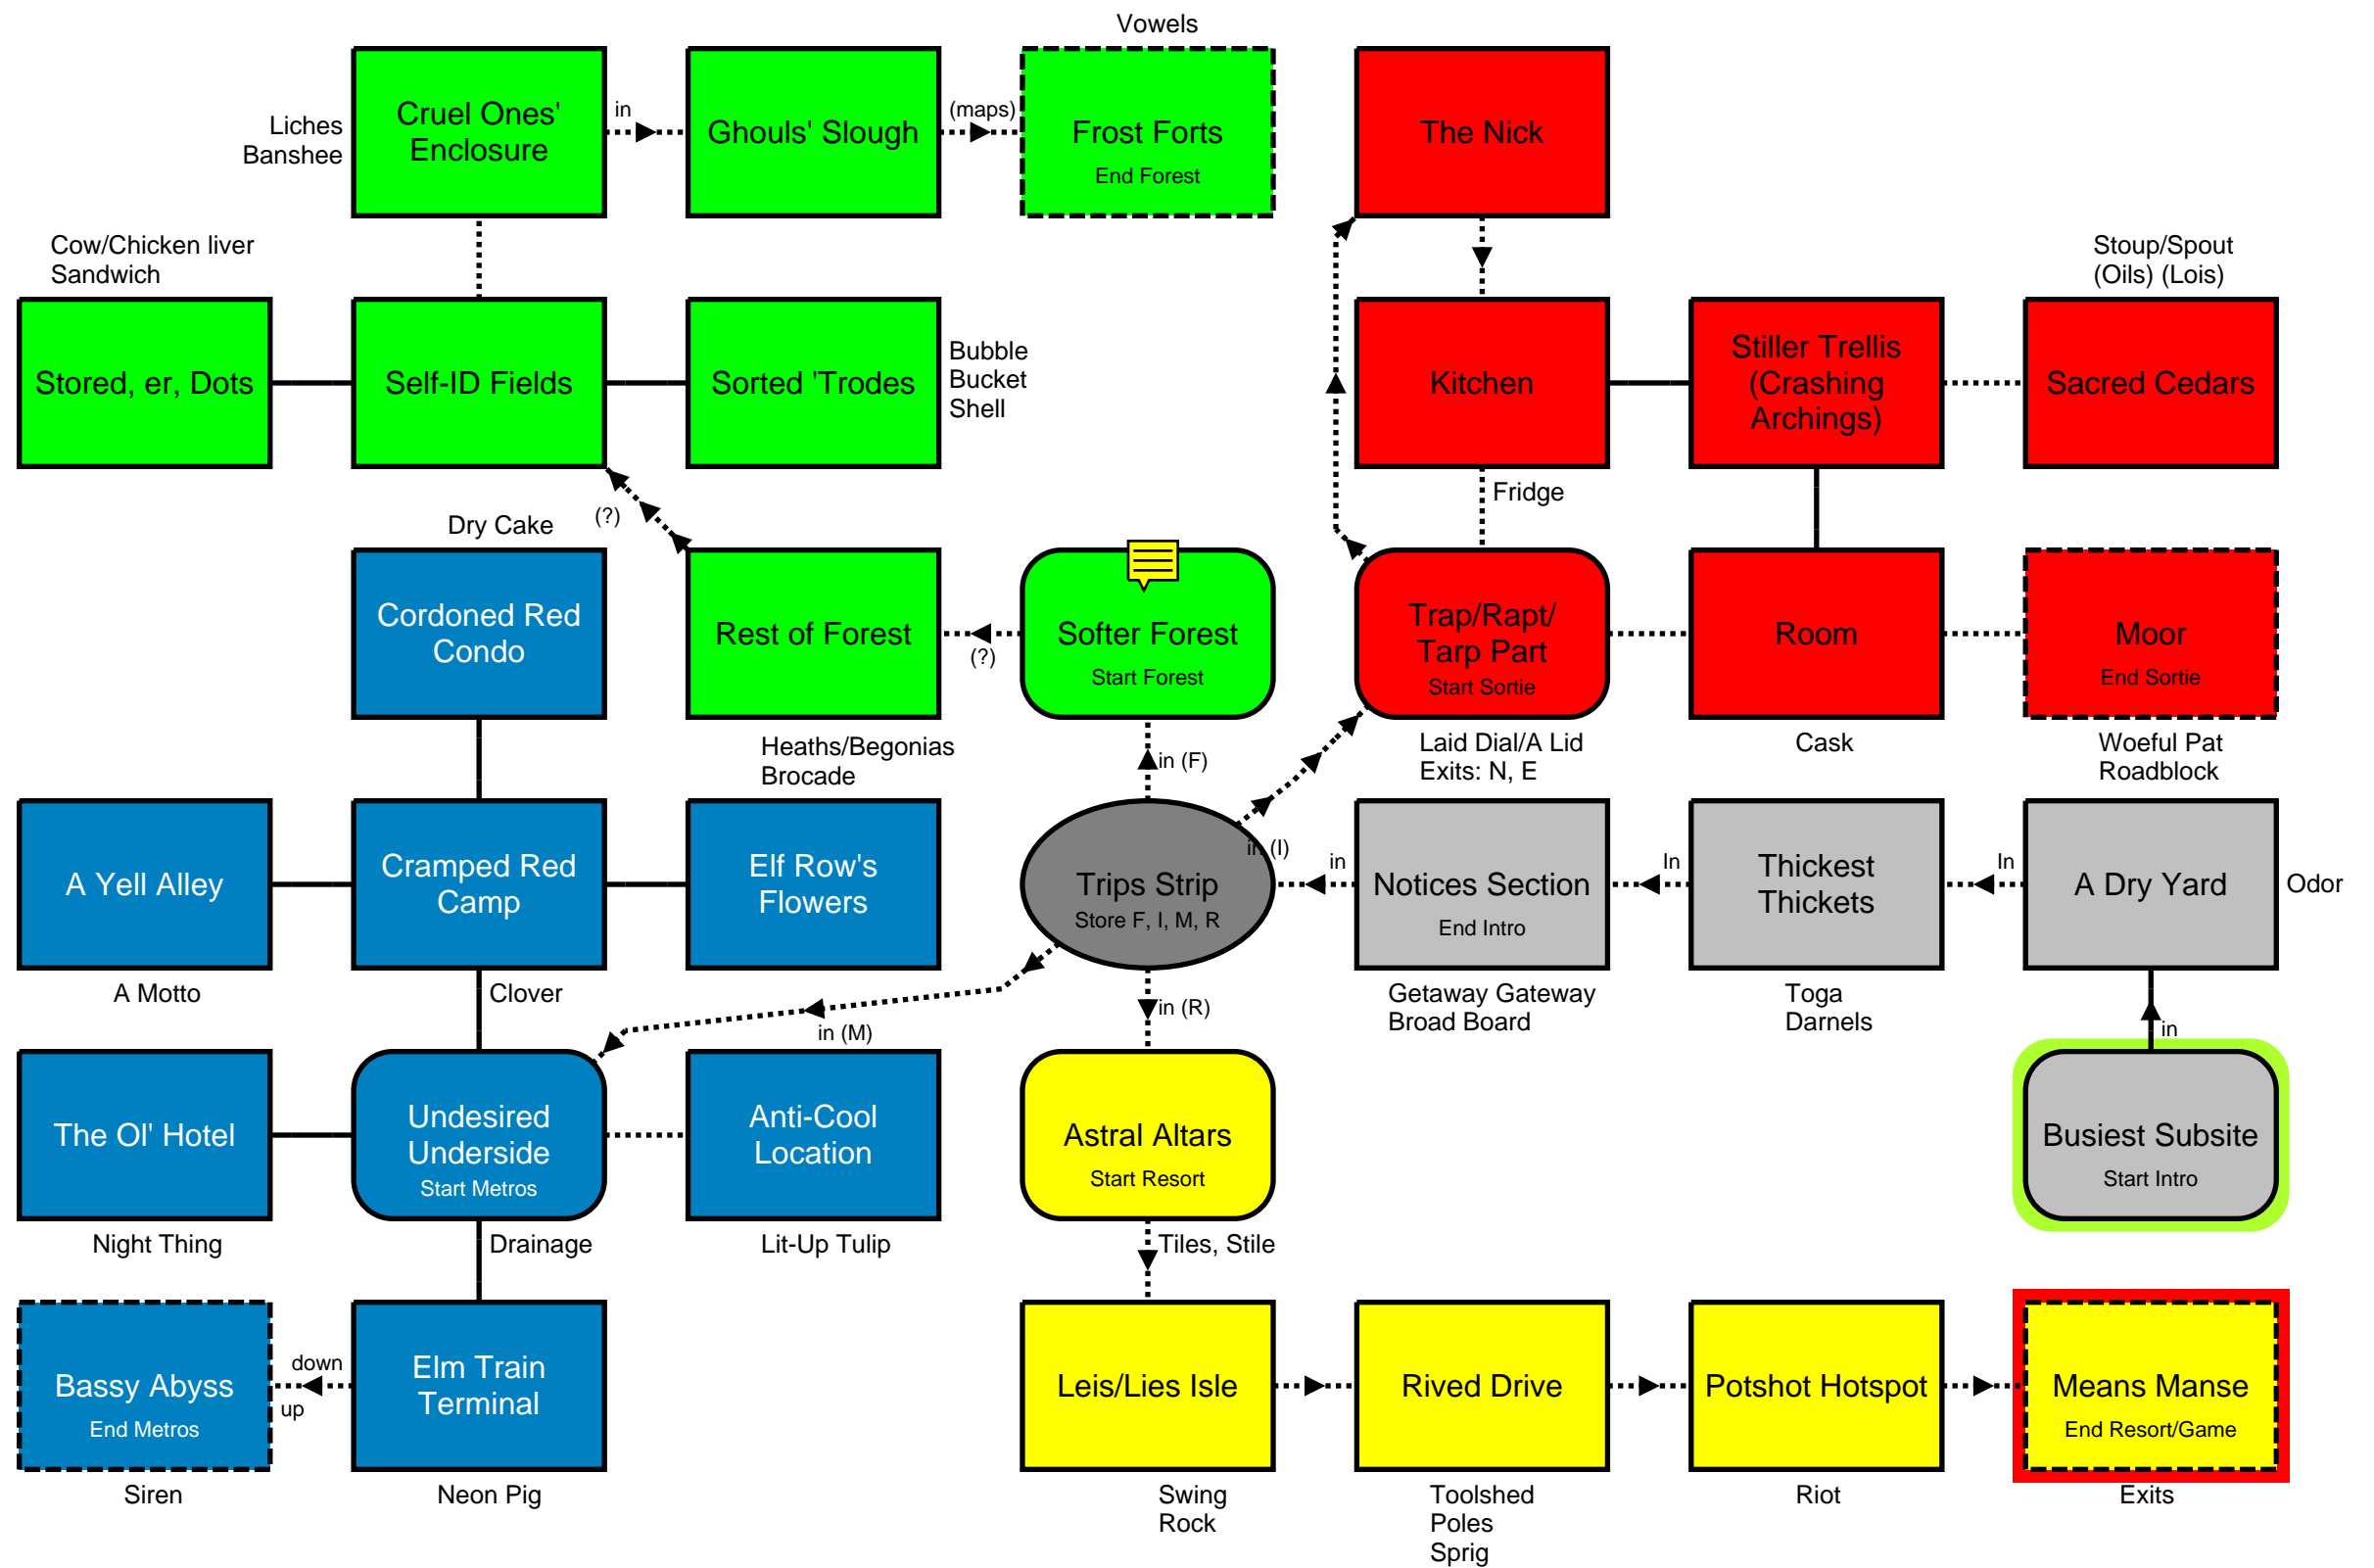 Vowels
Liches
Banshee
Cruel Ones'
Enclosure
in
Ghouls' Slough
(maps)
Frost Forts
End Forest
The Nick
Cow/Chicken liver
Sandwich
Stoup/Spout
(Oils) (Lois)
Stored, er, Dots
Self-ID Fields
Sorted 'Trodes
Bubble
Bucket
Shell
Kitchen
Stiller Trellis
(Crashing
Archings)
Sacred Cedars
Fridge
Dry Cake
(?)
Cordoned Red
Condo
Rest of Forest
(?)
Softer Forest
Start Forest
Trap/Rapt/
Tarp Part
Start Sortie
Room
Moor
End Sortie
Heaths/Begonias
Brocade
in (F)
Laid Dial/A Lid
Exits: N, E
Cask
Woeful Pat
Roadblock
A Yell Alley
Cramped Red
Camp
Elf Row's
Flowers
Trips Strip
Store F, I, M, R
in (I)
in
Notices Section
End Intro
In
Thickest
Thickets
In
A Dry Yard
Odor
A Motto
Clover
in (M)
in (R)
Getaway Gateway
Broad Board
Toga
Darnels
in
The Ol' Hotel
Undesired
Underside
Start Metros
Anti-Cool
Location
Astral Altars
Start Resort
Busiest Subsite
Start Intro
Night Thing
Drainage
Lit-Up Tulip
Tiles, Stile
Bassy Abyss
End Metros
down
up
Elm Train
Terminal
Leis/Lies Isle
Rived Drive
Potshot Hotspot
Means Manse
End Resort/Game
Siren
Neon Pig
Swing
Rock
Toolshed
Poles
Sprig
Riot
Exits